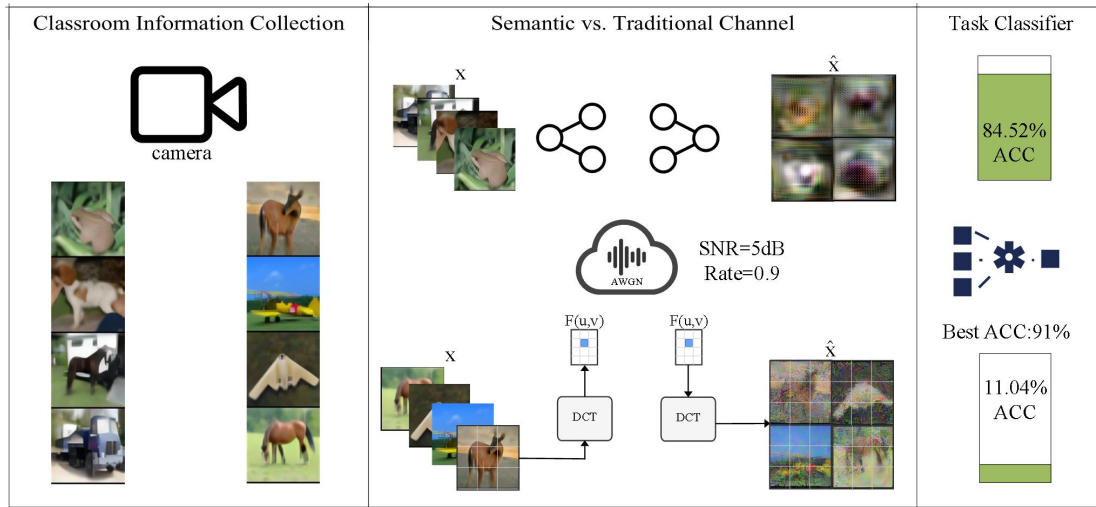 Classroom Information Collection
camera
Semantic vs. Traditional Channel
X
X̂
AWGN
SNR=5dB
Rate=0.9
F(u,v)
F(u,v)
X
DCT
DCT
X̂
Task Classifier
84.52%
ACC
Best ACC:91%
11.04%
ACC